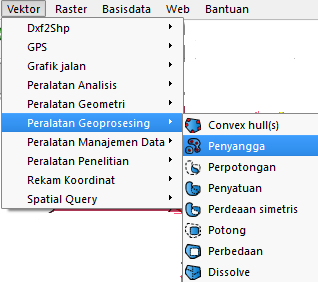 Vektor Raster Basisdata Web Bantuan
Dxf2Shp
GPS
Grafik jalan
Peralatan Analisis
Peralatan Geometri
Peralatan Geoprosesing
Peralatan Manajemen Data
Peralatan Penelitian
Rekam Koordinat
Spatial Query
Convex hull(s)
Penyangga
Perpotongan
Penyatuan
Perdeaan simetris
Potong
Perbedaan
Dissolve